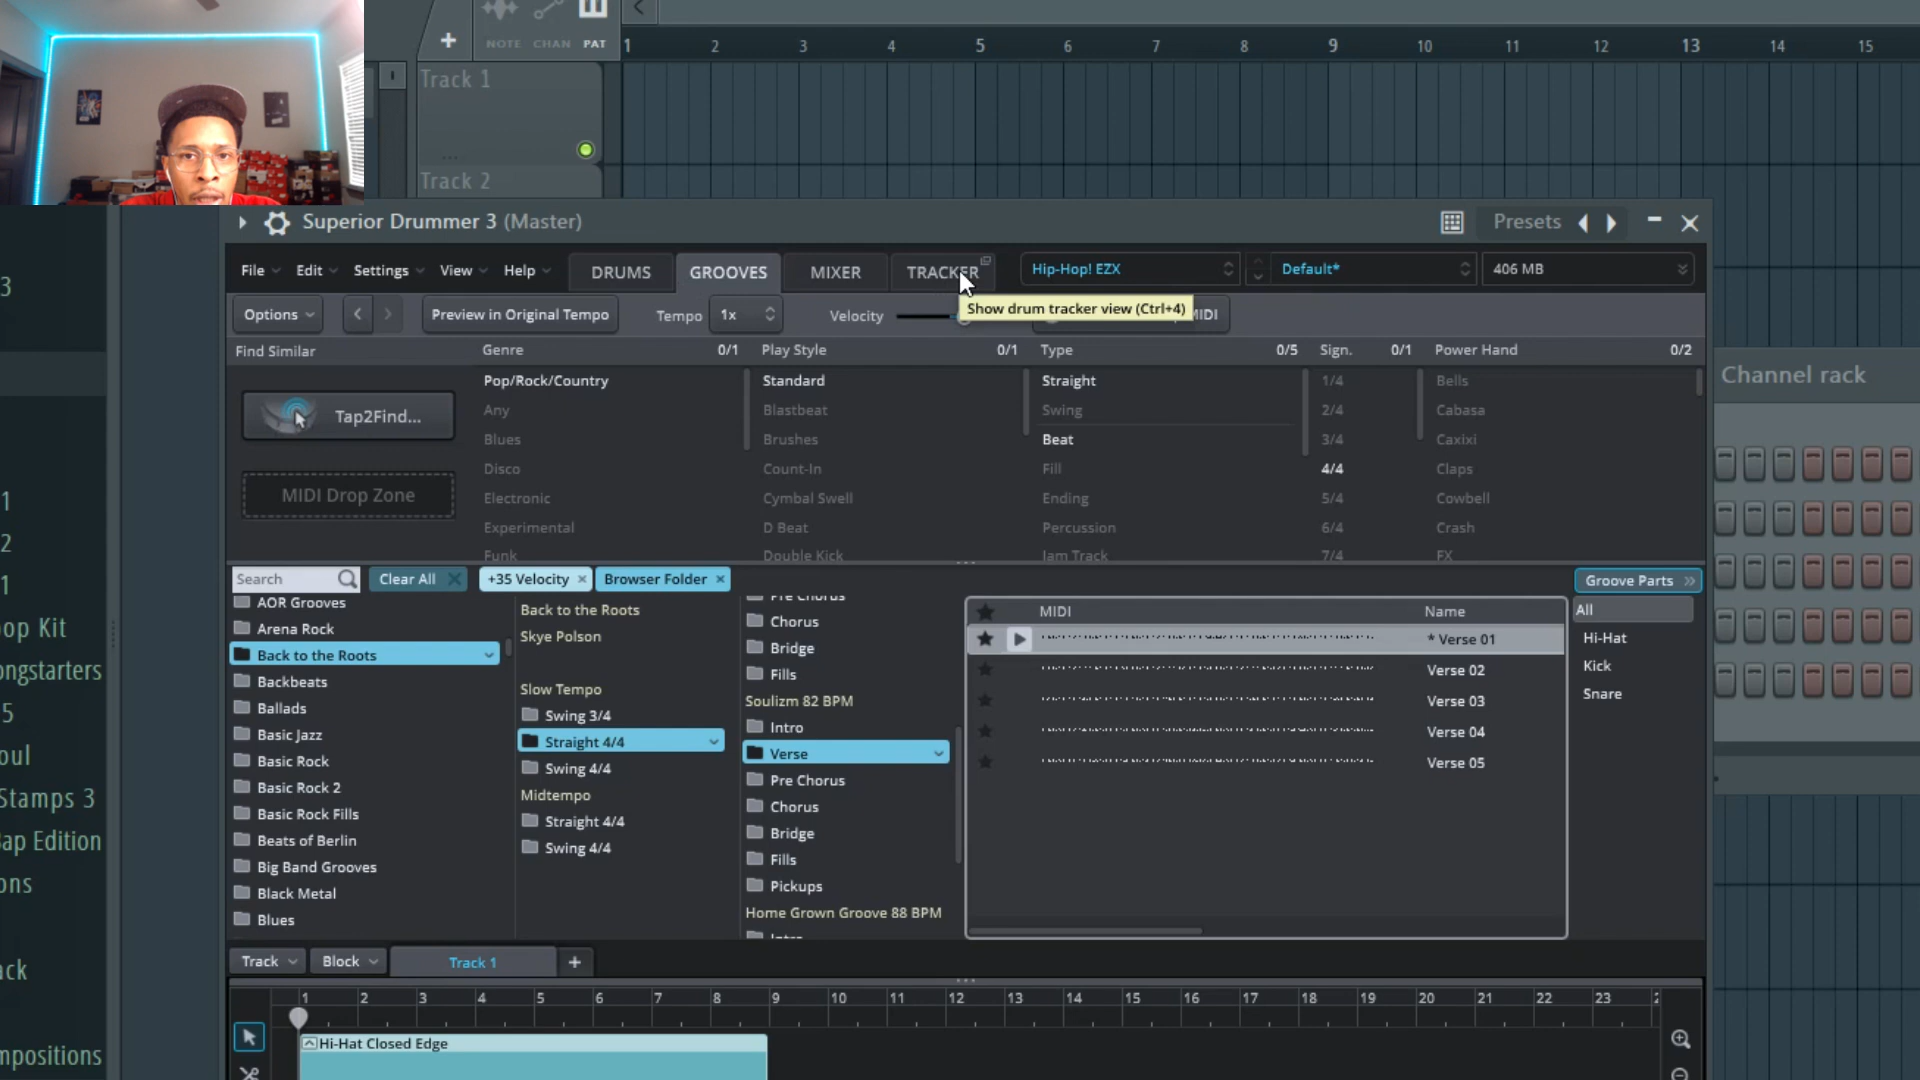 NOTE CHAN PAT
1 2 3 4 5 6 7 8 9 10 11 12 13 14 15
Track 1
Track 2
Superior Drummer 3 (Master)
Presets
File Edit Settings View Help
DRUMS GROOVES MIXER TRACKER
Hip-Hop! EZX
Default*
406 MB
Options
Preview in Original Tempo
Tempo 1x
Velocity
Show drum tracker view (Ctrl+4)
MIDI
Find Similar
Tap2Find...
MIDI Drop Zone
Genre 0/1
Pop/Rock/Country
Any
Blues
Disco
Electronic
Experimental
Funk
Play Style 0/1
Standard
Blastbeat
Brushes
Count-In
Cymbal Swell
D Beat
Double Kick
Type 0/5
Straight
Swing
Beat
Fill
Ending
Percussion
Jam Track
Sign. 0/1
1/4
2/4
3/4
4/4
5/4
6/4
7/4
Power Hand 0/2
Bells
Cabasa
Caxixi
Claps
Cowbell
Crash
FX
Channel rack
Search
Clear All
+35 Velocity
Browser Folder
Groove Parts
AOR Grooves
Arena Rock
Back to the Roots
Backbeats
Ballads
Basic Jazz
Basic Rock
Basic Rock 2
Basic Rock Fills
Beats of Berlin
Big Band Grooves
Black Metal
Blues
Back to the Roots
Skye Polson
Slow Tempo
Swing 3/4
Straight 4/4
Swing 4/4
Midtempo
Straight 4/4
Swing 4/4
Pre Chorus
Chorus
Bridge
Fills
Soulizm 82 BPM
Intro
Verse
Pre Chorus
Chorus
Bridge
Fills
Pickups
Home Grown Groove 88 BPM
Intro
MIDI Name
* Verse 01
Verse 02
Verse 03
Verse 04
Verse 05
All
Hi-Hat
Kick
Snare
3
1
2
1
oop Kit
ongstarters
5
oul
Stamps 3
Bap Edition
ons
ack
mpositions
Track
Block
Track 1
1 2 3 4 5 6 7 8 9 10 11 12 13 14 15 16 17 18 19 20 21 22 23
Hi-Hat Closed Edge